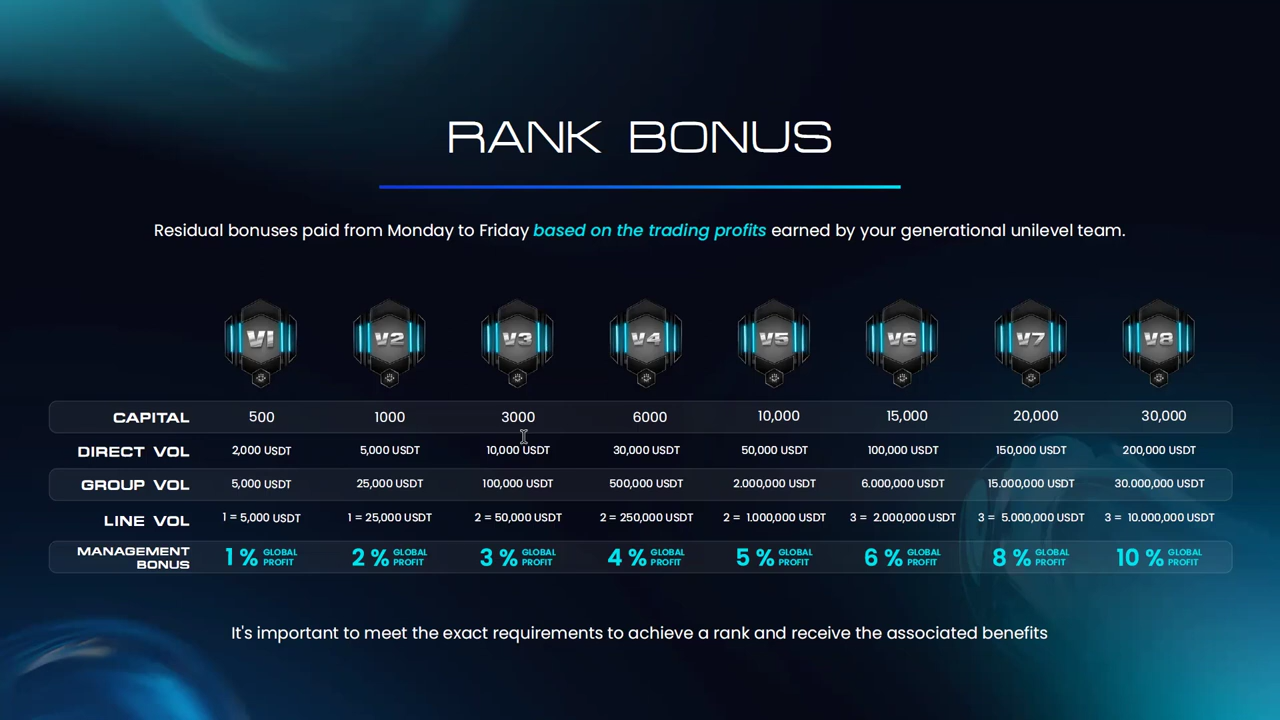 RANK BONUS
Residual bonuses paid from Monday to Friday based on the trading profits earned by your generational unilevel team.
V1 V2 V3 V4 V5 V6 V7 V8
CAPITAL 500 1000 3000 6000 10,000 15,000 20,000 30,000
DIRECT VOL 2,000 USDT 5,000 USDT 10,000 USDT 30,000 USDT 50,000 USDT 100,000 USDT 150,000 USDT 200,000 USDT
GROUP VOL 5,000 USDT 25,000 USDT 100,000 USDT 500,000 USDT 2.000,000 USDT 6.000,000 USDT 15.000,000 USDT 30.000,000 USDT
LINE VOL 1 = 5,000 USDT 1 = 25,000 USDT 2 = 50,000 USDT 2 = 250,000 USDT 2 = 1.000,000 USDT 3 = 2.000,000 USDT 3 = 5.000,000 USDT 3 = 10.000,000 USDT
MANAGEMENT BONUS 1 % GLOBAL PROFIT 2 % GLOBAL PROFIT 3 % GLOBAL PROFIT 4 % GLOBAL PROFIT 5 % GLOBAL PROFIT 6 % GLOBAL PROFIT 8 % GLOBAL PROFIT 10 % GLOBAL PROFIT
It's important to meet the exact requirements to achieve a rank and receive the associated benefits